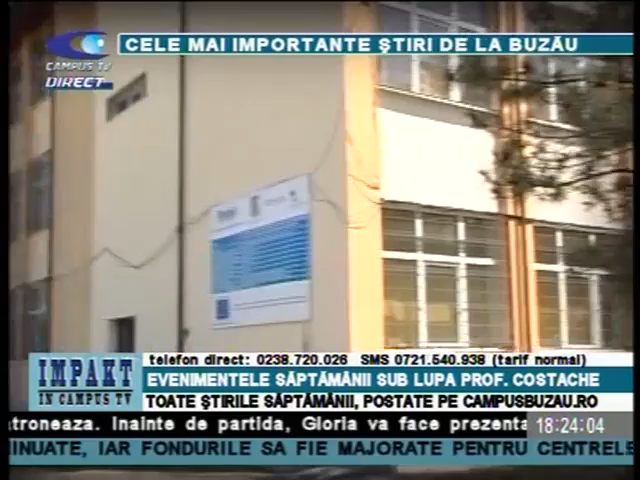 CELE MAI IMPORTANTE ŞTIRI DE LA BUZĂU
CAMPUS TV
DIRECT
telefon direct: 0238.720.026 SMS 0721.540.938 (tarif normal)
IMPAKT
IN CAMPUS TV
EVENIMENTELE SĂPTĂMÂNII SUB LUPA PROF. COSTACHE
TOATE ŞTIRILE SĂPTĂMÂNII, POSTATE PE CAMPUSBUZAU.RO
atroneaza. Inainte de partida, Gloria va face prezenta
18:24:04
MINUATE, IAR FONDURILE SA FIE MAJORATE PENTRU CENTRELE